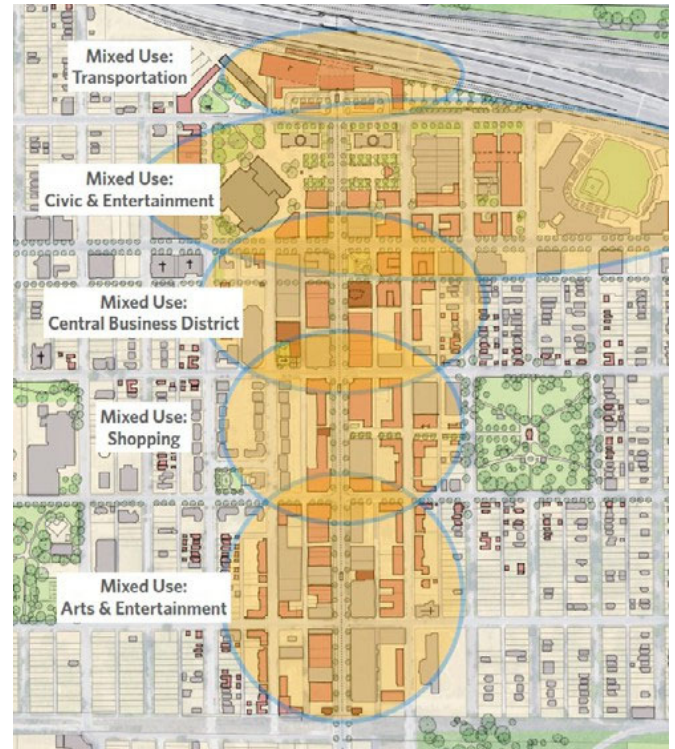 Mixed Use:
Transportation
Mixed Use:
Civic & Entertainment
Mixed Use:
Central Business District
Mixed Use:
Shopping
Mixed Use:
Arts & Entertainment